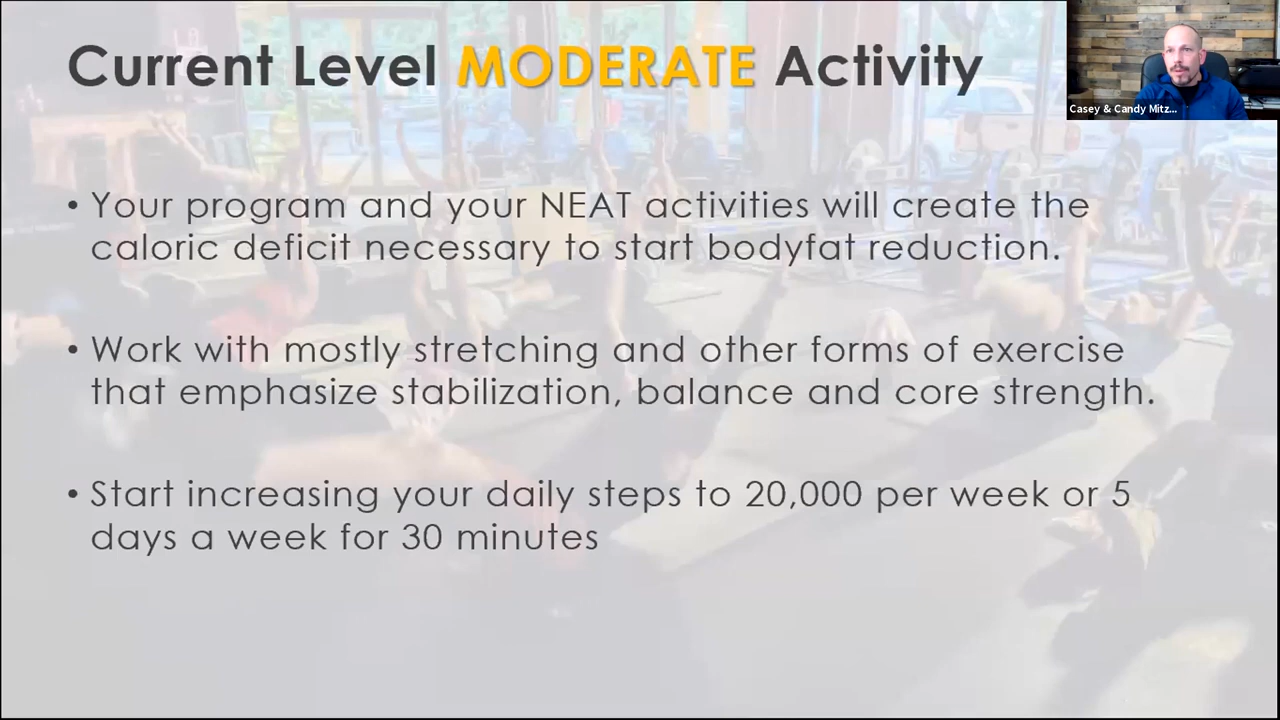 Current Level MODERATE Activity
Casey & Candy Mitz...
• Your program and your NEAT activities will create the
caloric deficit necessary to start bodyfat reduction.
• Work with mostly stretching and other forms of exercise
that emphasize stabilization, balance and core strength.
• Start increasing your daily steps to 20,000 per week or 5
days a week for 30 minutes